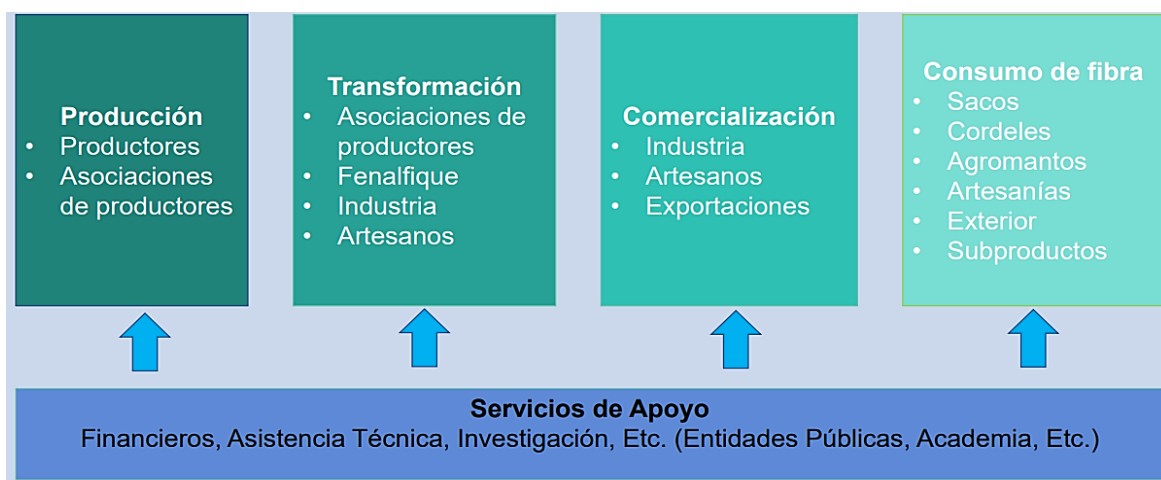 Producción
• Productores
• Asociaciones
de productores
Transformación
• Asociaciones de
productores
• Fenalfique
• Industria
• Artesanos
Comercialización
• Industria
• Artesanos
• Exportaciones
Consumo de fibra
• Sacos
• Cordeles
• Agromantos
• Artesanías
• Exterior
• Subproductos
Servicios de Apoyo
Financieros, Asistencia Técnica, Investigación, Etc. (Entidades Públicas, Academia, Etc.)